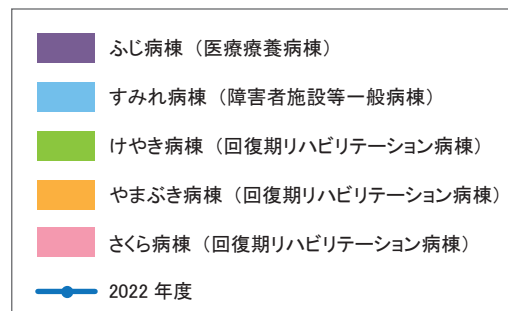 ふじ病棟（医療療養病棟）
すみれ病棟（障害者施設等一般病棟）
けやき病棟（回復期リハビリテーション病棟）
やまぶき病棟（回復期リハビリテーション病棟）
さくら病棟（回復期リハビリテーション病棟）
2022 年度